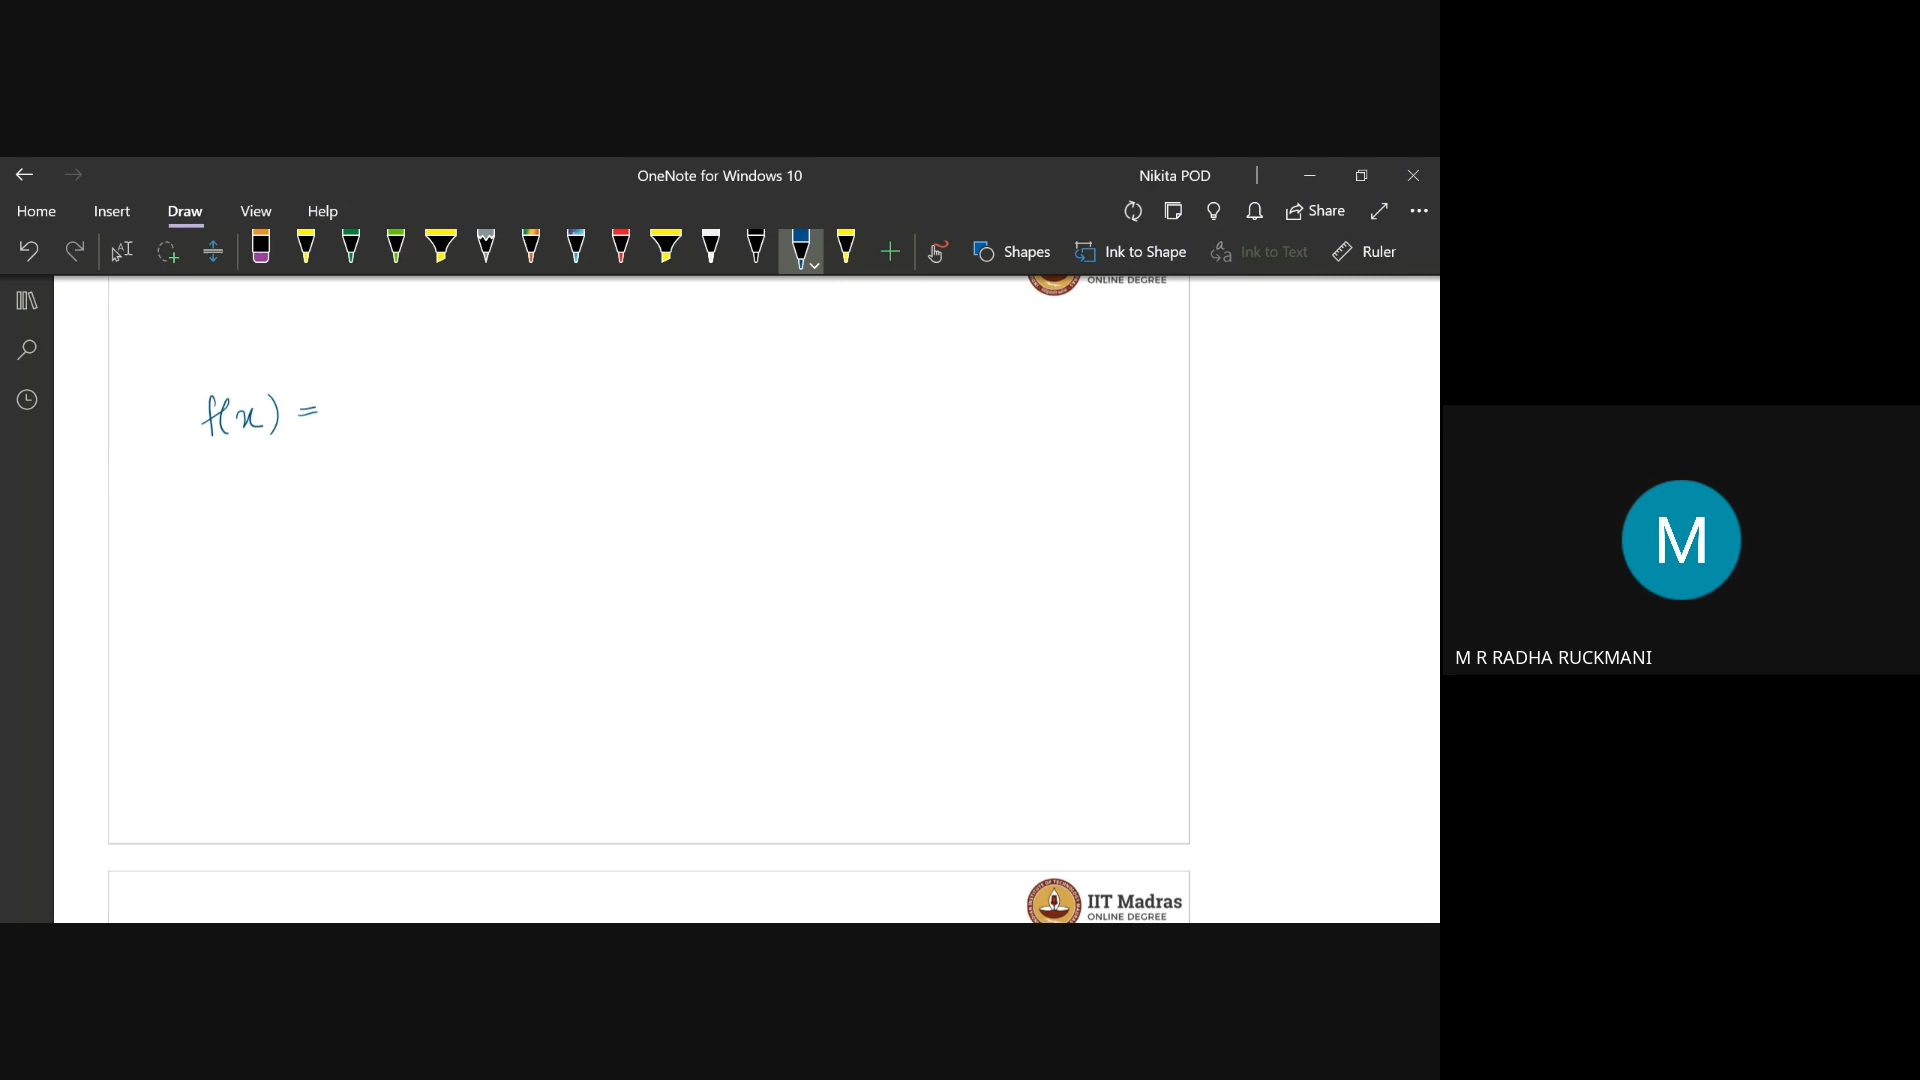 OneNote for Windows 10
Nikita POD
Home Insert Draw View Help
Share
Shapes Ink to Shape Ink to Text Ruler
ONLINE DEGREE
f(x) =
M
M R RADHA RUCKMANI
IIT Madras
ONLINE DEGREE